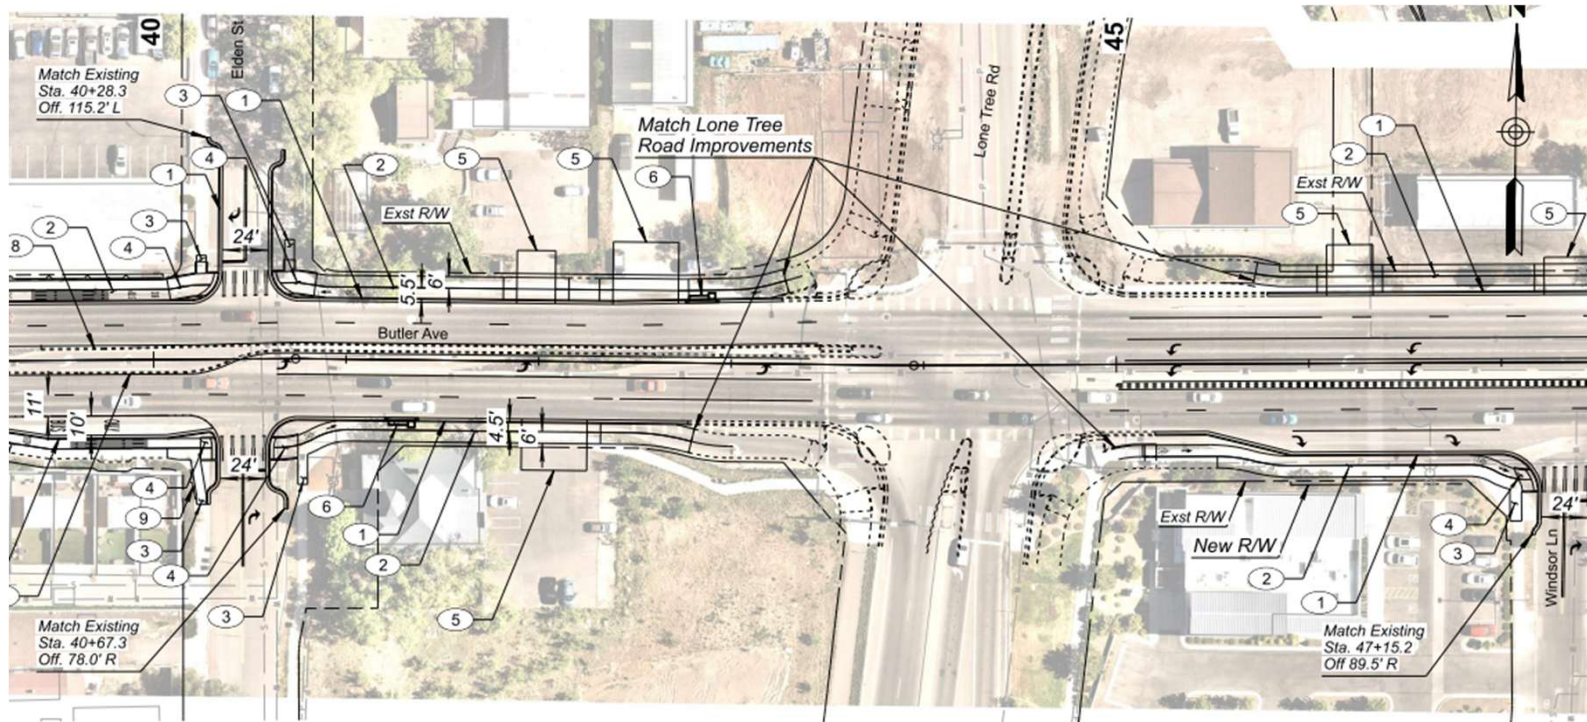 40
Elden St
45
Lone Tree Rd
Match Existing
Sta. 40+28.3
Off. 115.2' L
3
1
4
1
3
2
4
8
24'
2
5
5
6
Exst R/W
Match Lone Tree
Road Improvements
1
2
Exst R/W
5
5
5.5'
6'
Butler Ave
11'
10'
BUS
24'
4.5'
6'
4
9
3
4
3
6
1
2
5
Match Existing
Sta. 40+67.3
Off. 78.0' R
Exst R/W
New R/W
2
1
4
3
24'
Windsor Ln
Match Existing
Sta. 47+15.2
Off 89.5' R